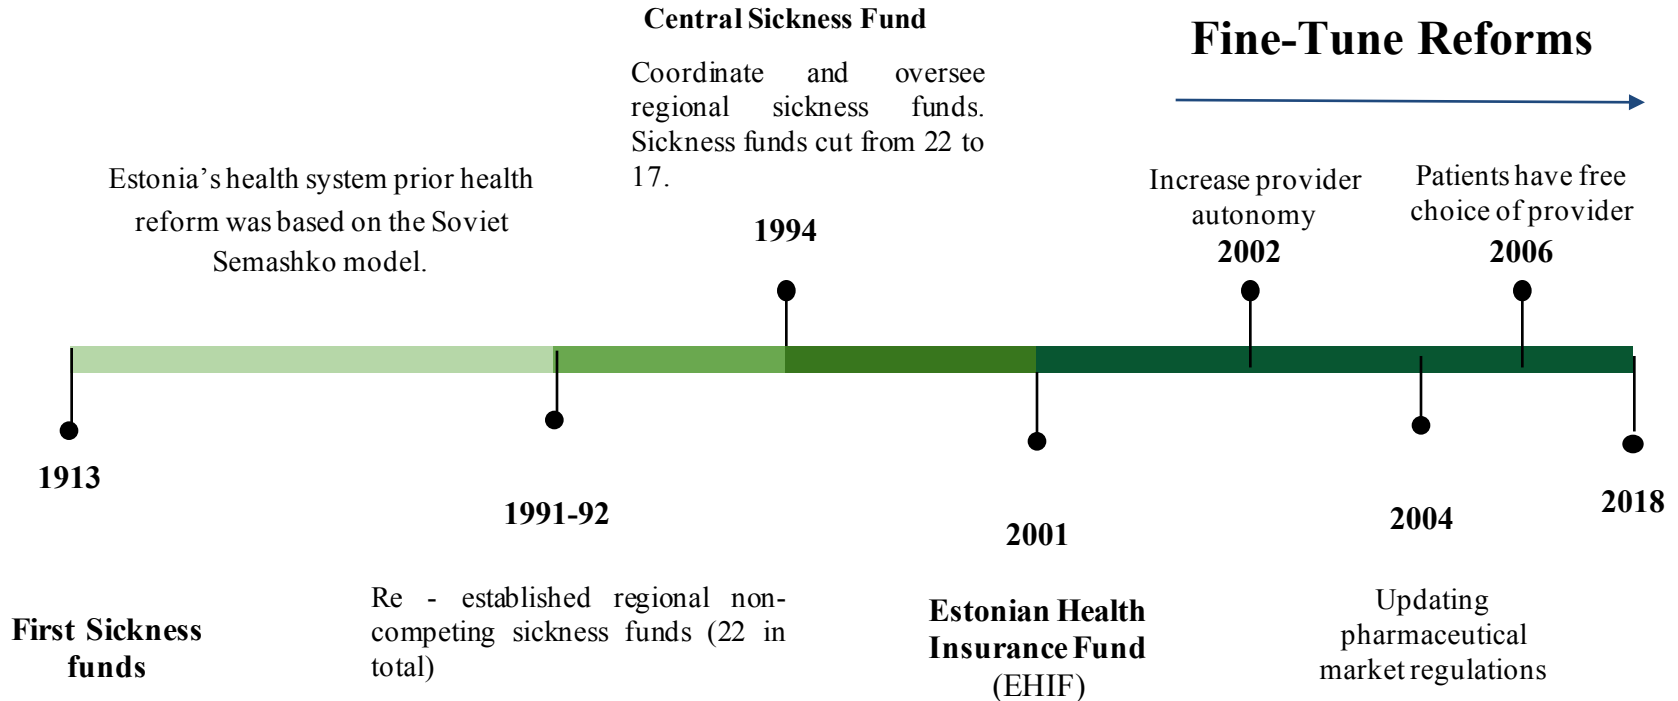 Central Sickness Fund
Coordinate and oversee
regional sickness funds.
Sickness funds cut from 22 to
17.
1994
Fine-Tune Reforms
Estonia’s health system prior health
reform was based on the Soviet
Semashko model.
Increase provider
autonomy
2002
Patients have free
choice of provider
2006
1913
First Sickness
funds
1991-92
Re - established regional non-
competing sickness funds (22 in
total)
2001
Estonian Health
Insurance Fund
(EHIF)
2004
Updating
pharmaceutical
market regulations
2018